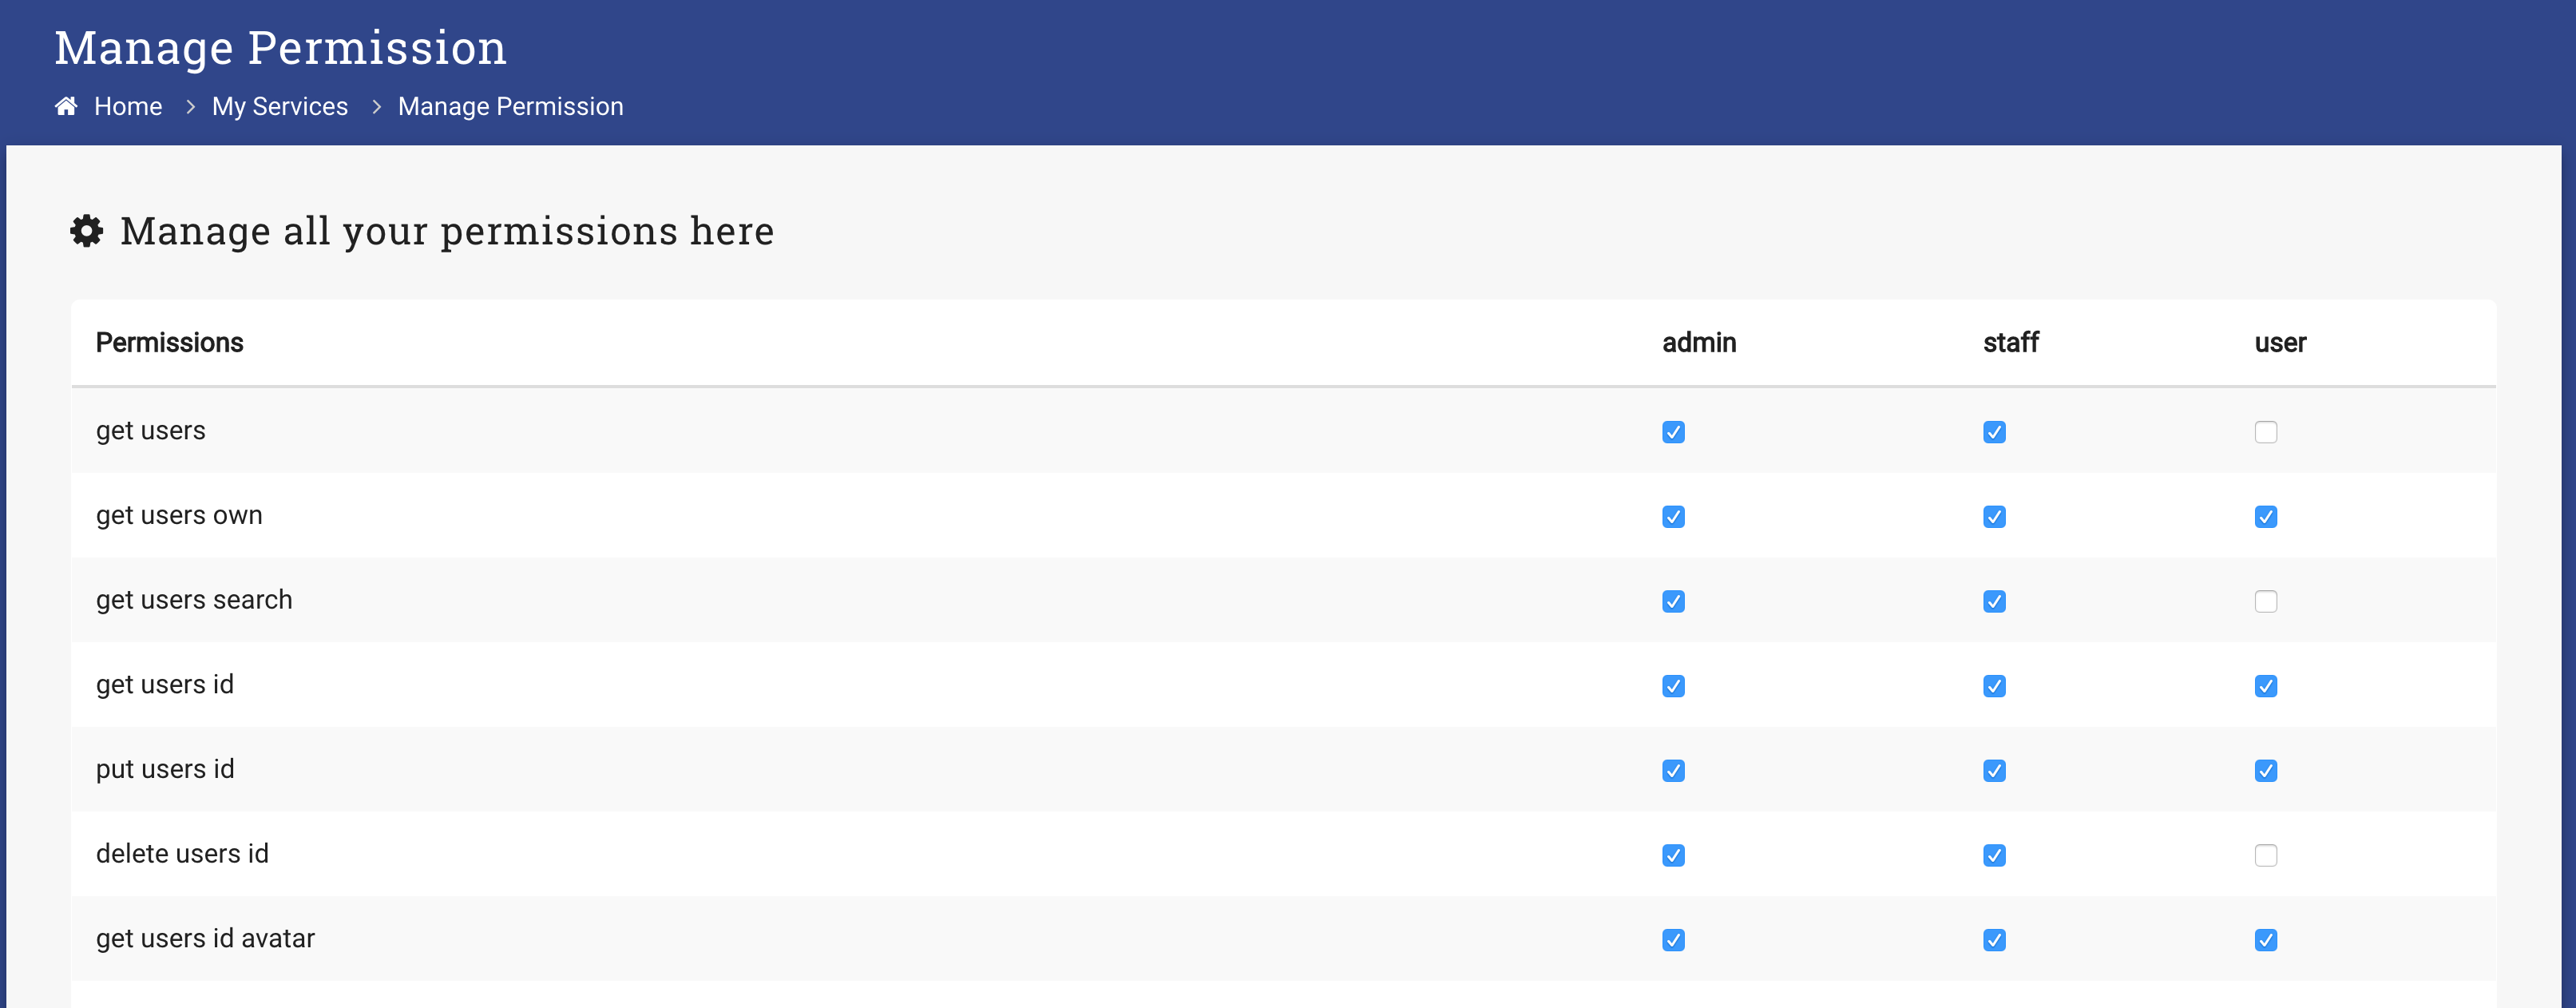 Manage Permission
Home > My Services > Manage Permission
Manage all your permissions here
Permissions admin staff user
get users
get users own
get users search
get users id
put users id
delete users id
get users id avatar